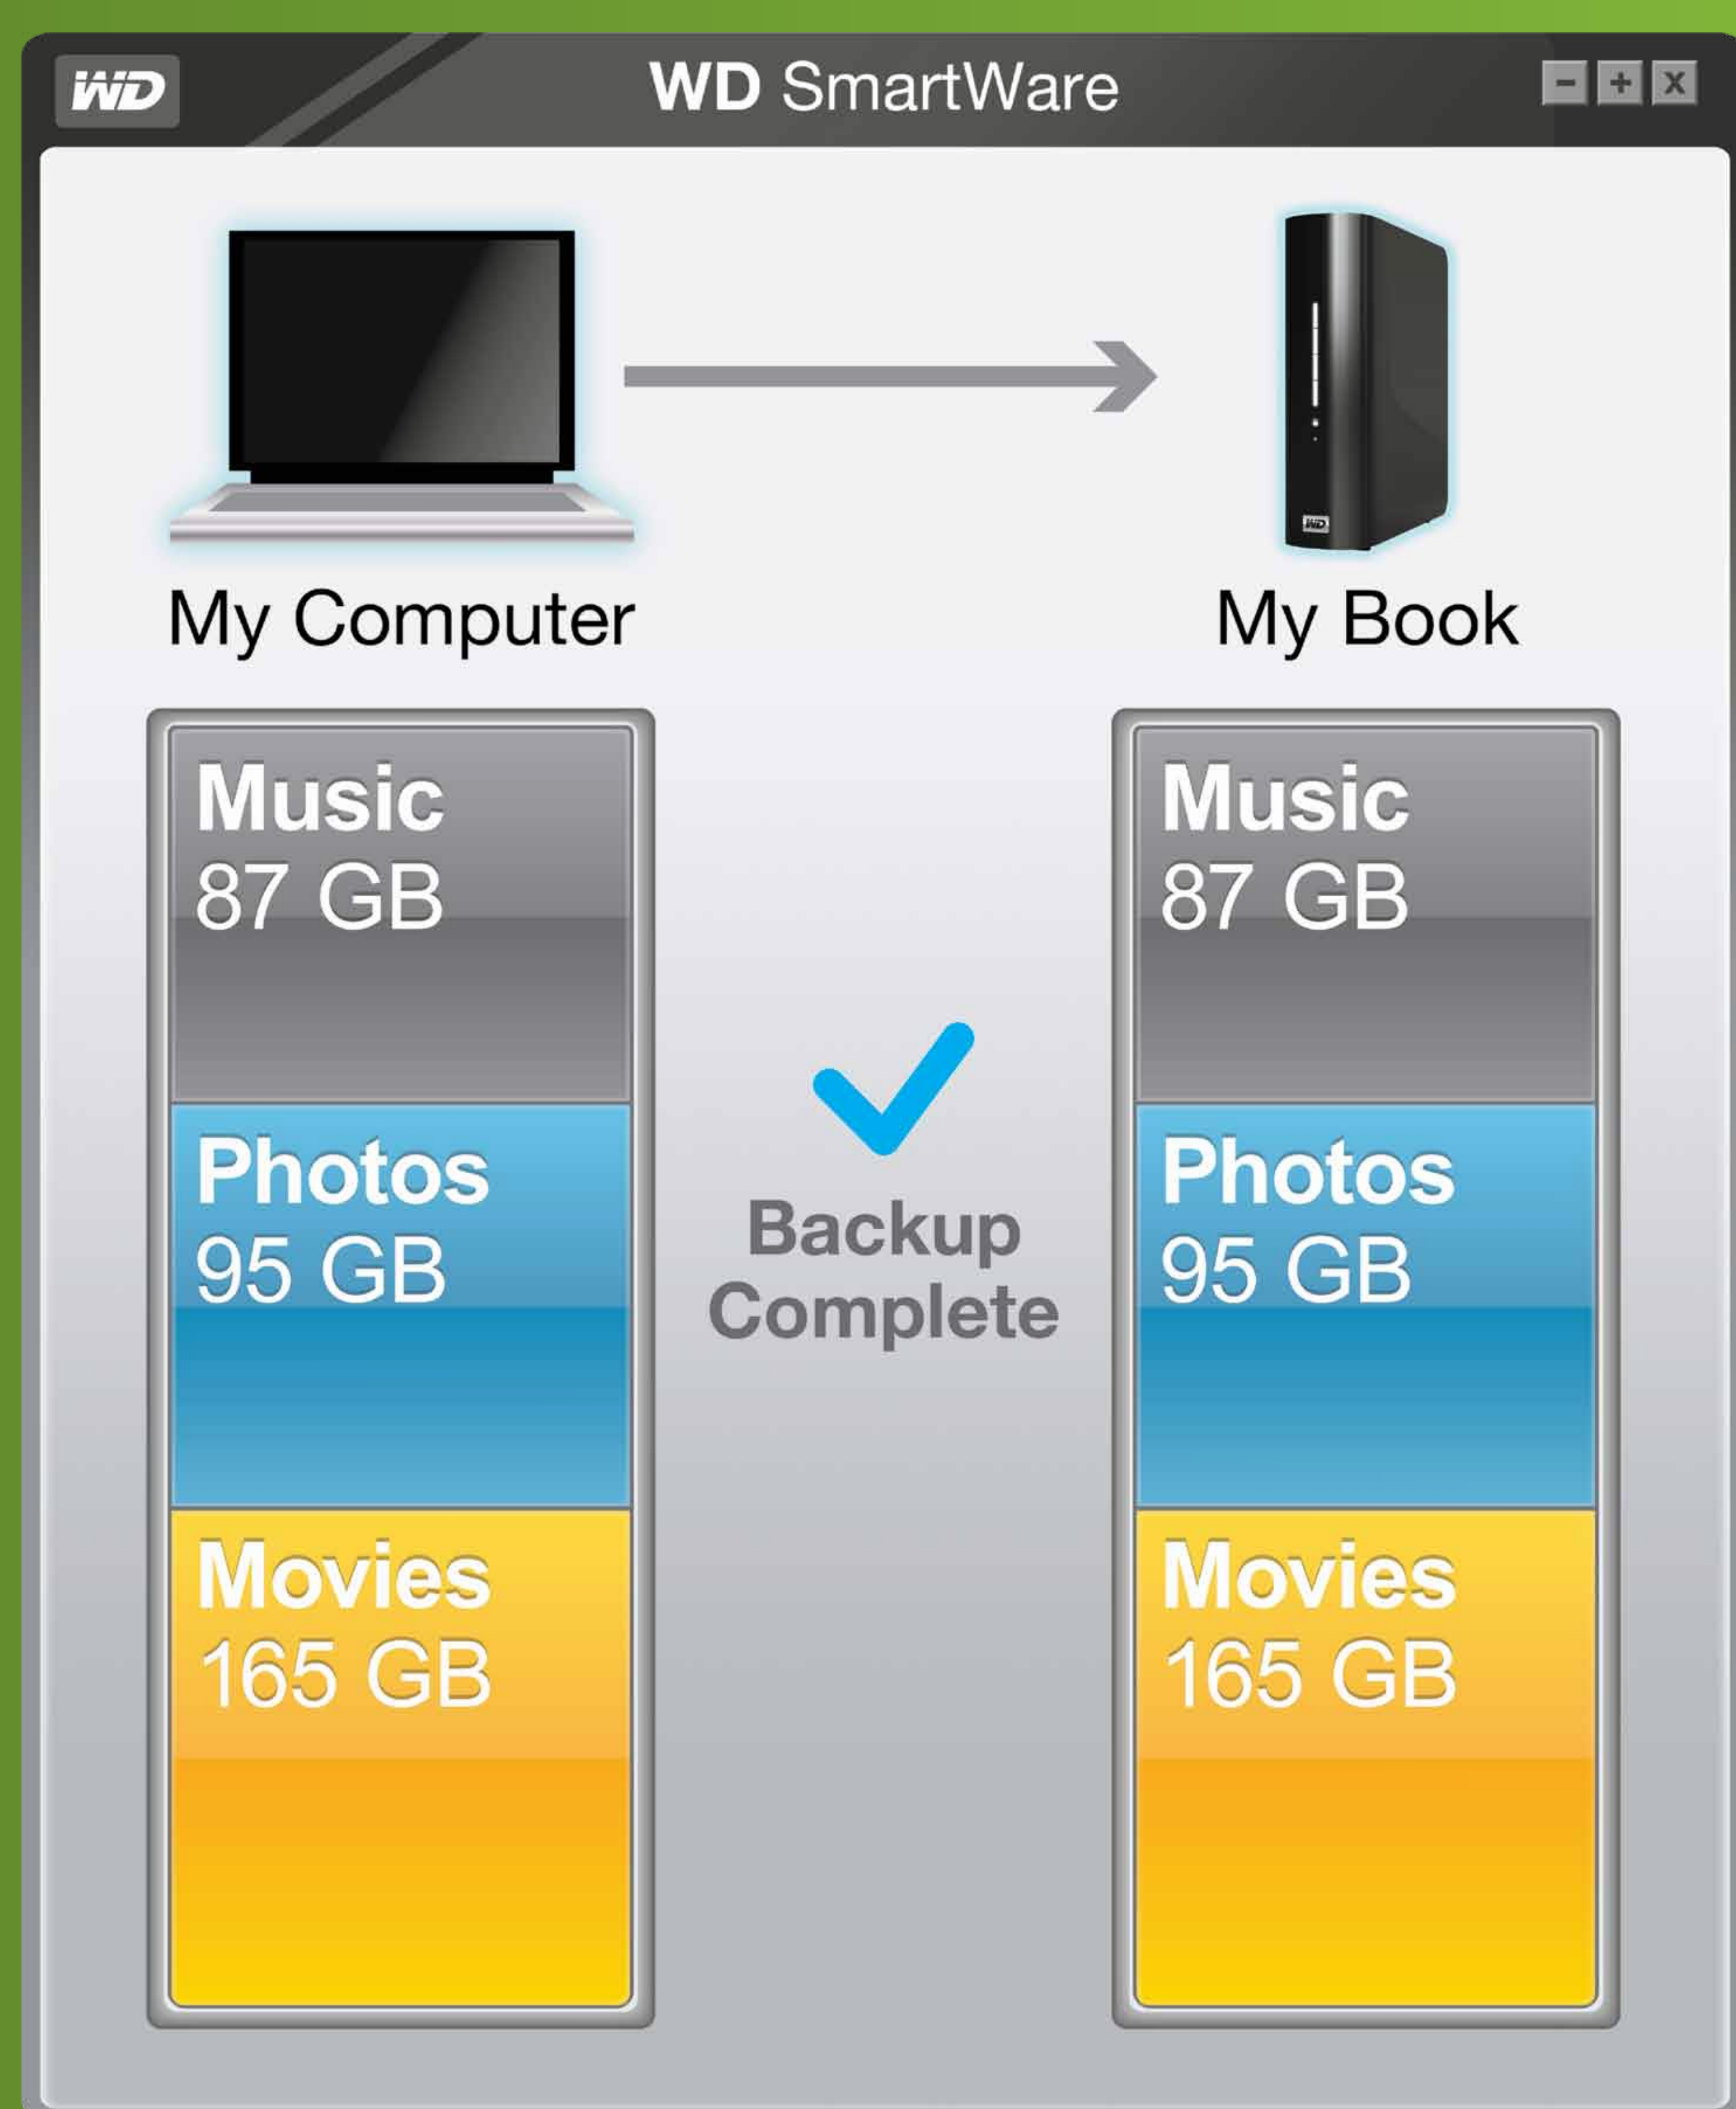 WD
WD SmartWare
- + x
WD
My Computer
My Book
Music
87 GB
Photos
95 GB
Movies
165 GB
Backup
Complete
Music
87 GB
Photos
95 GB
Movies
165 GB